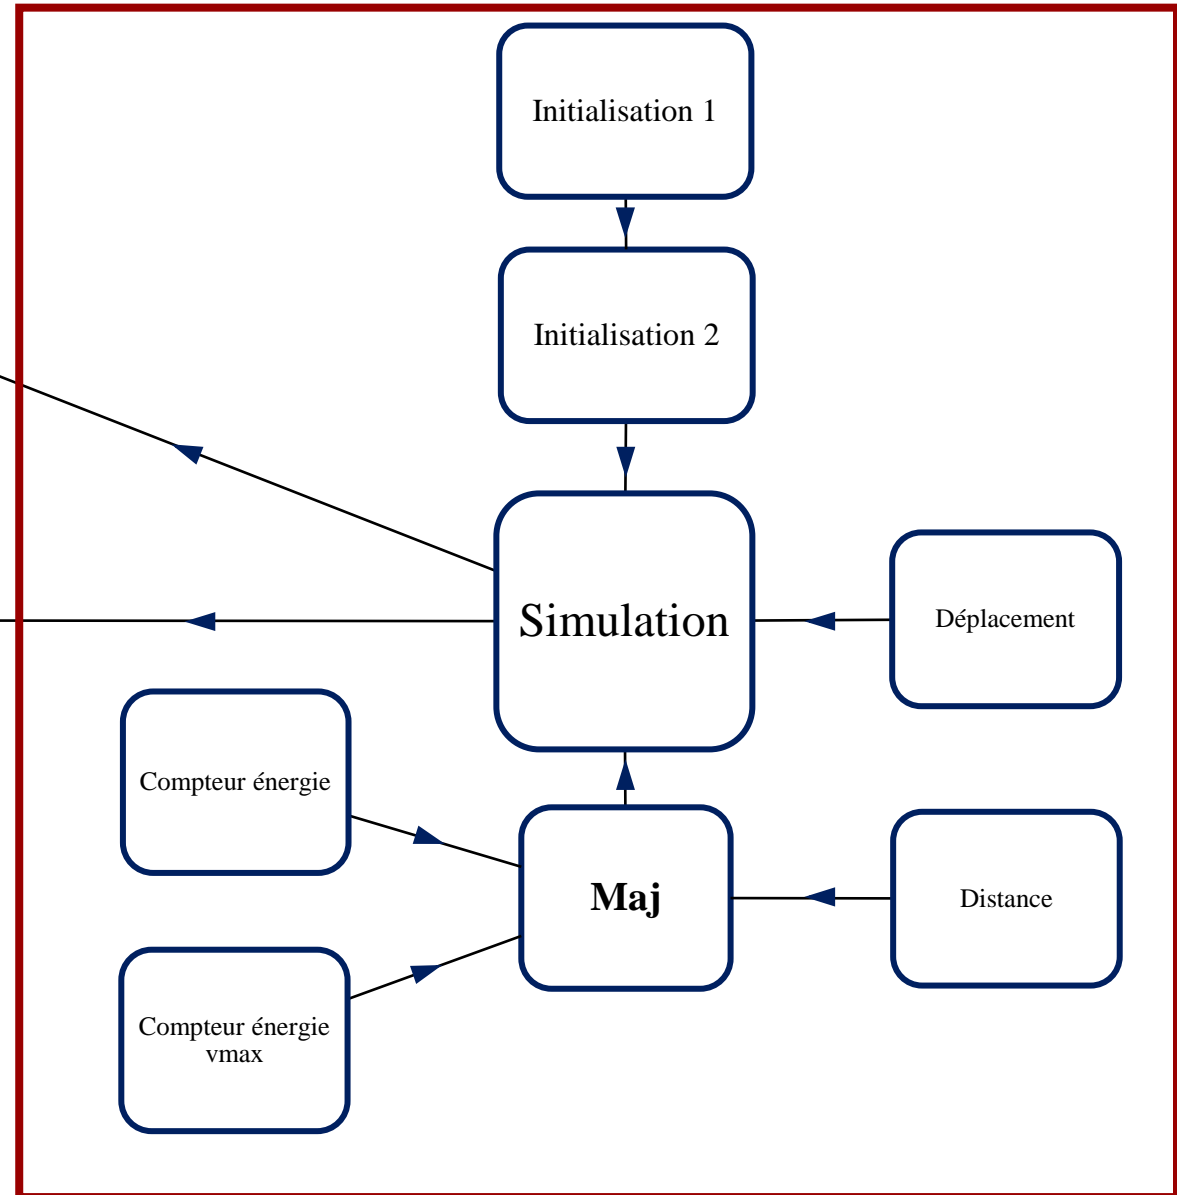 Initialisation 1
Initialisation 2
Simulation
Déplacement
Compteur énergie
Maj
Distance
Compteur énergie
vmax